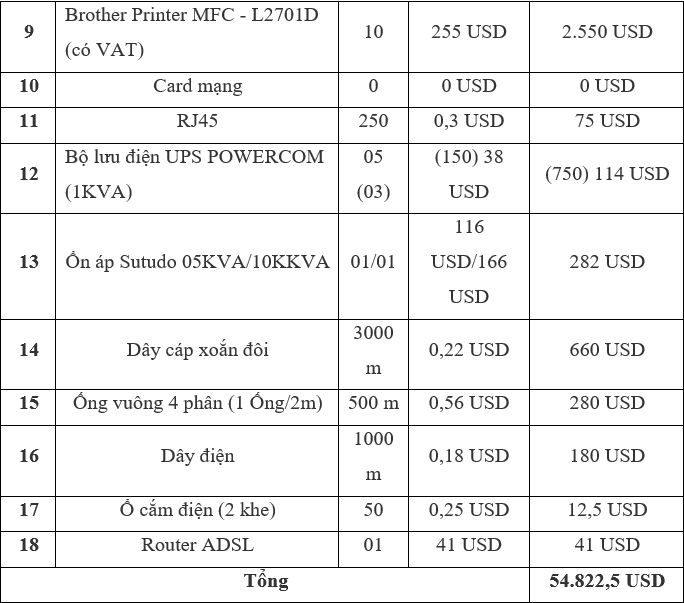 9 Brother Printer MFC - L2701D (có VAT) 10 255 USD 2.550 USD
10 Card mạng 0 0 USD 0 USD
11 RJ45 250 0,3 USD 75 USD
12 Bộ lưu điện UPS POWERCOM (1KVA) 05 (03) (150) 38 USD (750) 114 USD
13 Ổn áp Sutudo 05KVA/10KKVA 01/01 116 USD/166 USD 282 USD
14 Dây cáp xoắn đôi 3000 m 0,22 USD 660 USD
15 Ống vuông 4 phân (1 Ống/2m) 500 m 0,56 USD 280 USD
16 Dây điện 1000 m 0,18 USD 180 USD
17 Ổ cắm điện (2 khe) 50 0,25 USD 12,5 USD
18 Router ADSL 01 41 USD 41 USD
Tổng 54.822,5 USD